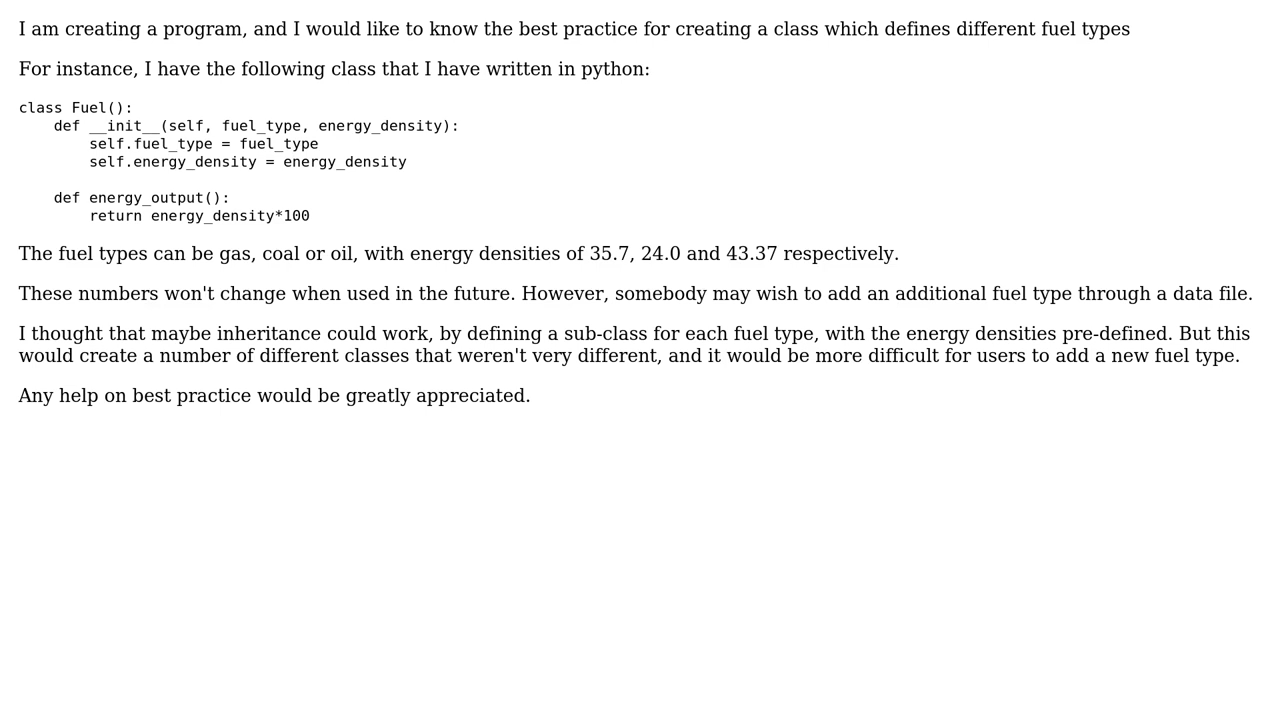 I am creating a program, and I would like to know the best practice for creating a class which defines different fuel types
For instance, I have the following class that I have written in python:
class Fuel():
    def __init__(self, fuel_type, energy_density):
        self.fuel_type = fuel_type
        self.energy_density = energy_density
    def energy_output():
        return energy_density*100
The fuel types can be gas, coal or oil, with energy densities of 35.7, 24.0 and 43.37 respectively.
These numbers won't change when used in the future. However, somebody may wish to add an additional fuel type through a data file.
I thought that maybe inheritance could work, by defining a sub-class for each fuel type, with the energy densities pre-defined. But this
would create a number of different classes that weren't very different, and it would be more difficult for users to add a new fuel type.
Any help on best practice would be greatly appreciated.